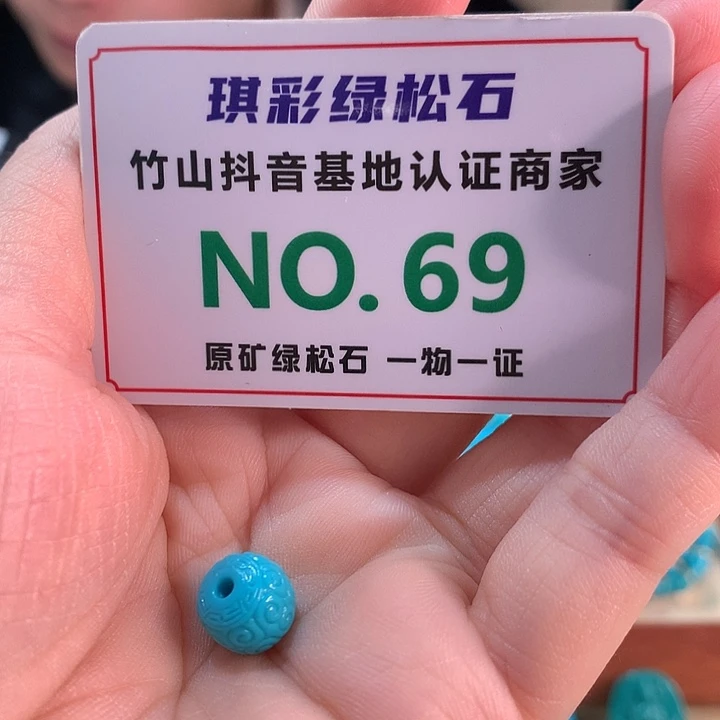 琪彩绿松石
竹山抖音基地认证商家
NO. 69
原矿绿松石 一物一证